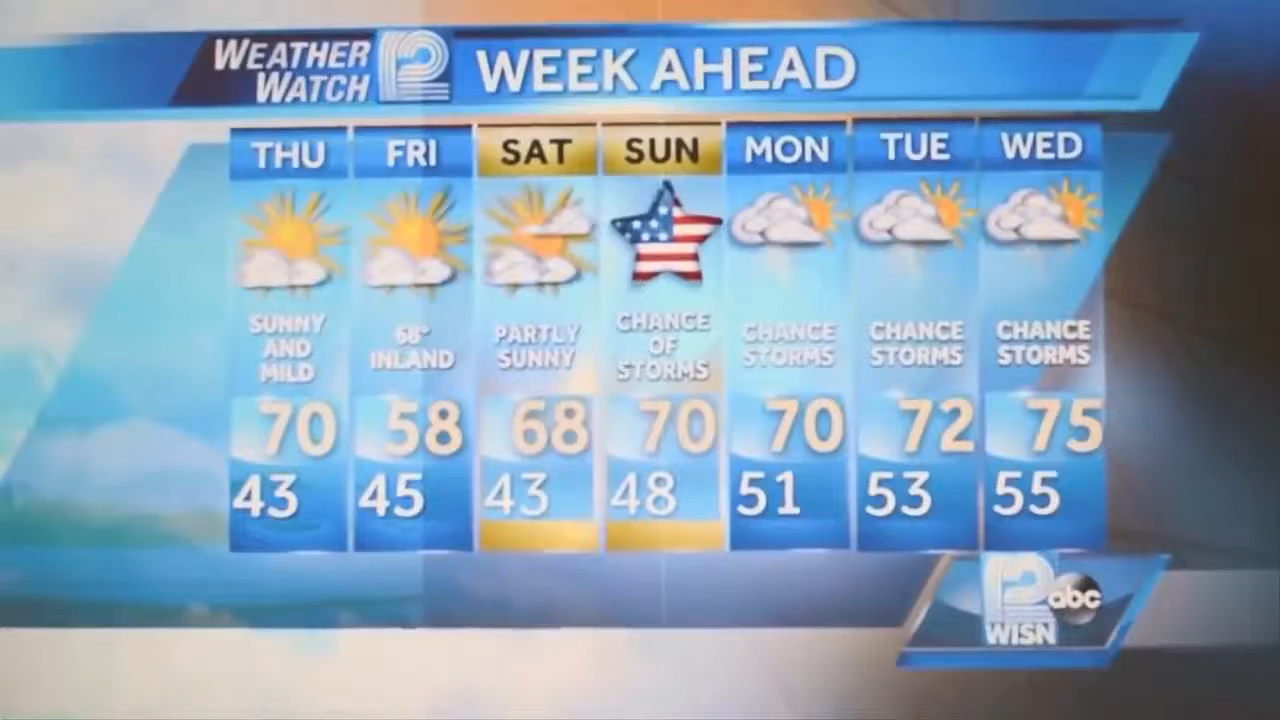 WEATHER WATCH 12
WEEK AHEAD
THU FRI SAT SUN MON TUE WED
SUNNY AND MILD
68° INLAND
PARTLY SUNNY
CHANCE OF STORMS
CHANCE STORMS
CHANCE STORMS
CHANCE STORMS
70 58 68 70 70 72 75
43 45 43 48 51 53 55
12 abc
WISN